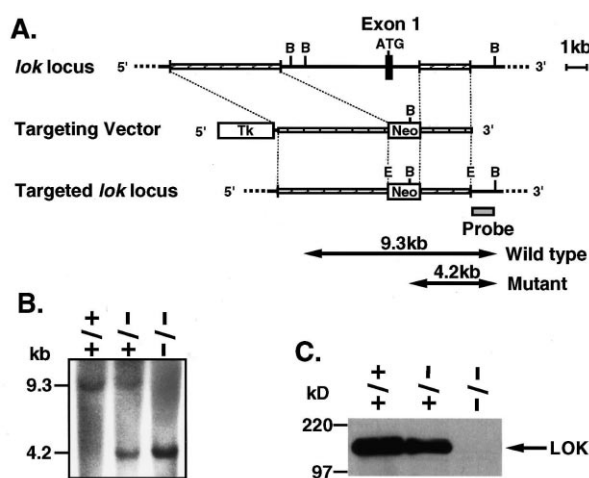 A.
Exon 1
B B ATG B
lok locus 5' 3' 1kb
B
Targeting Vector 5' Tk Neo 3'
E B E B
Targeted lok locus 5' Neo 3'
Probe
9.3kb Wild type
4.2kb Mutant
B.
+/+ +/- -/-
kb
9.3
4.2
C.
+/+ +/- -/-
kD
220
97
LOK